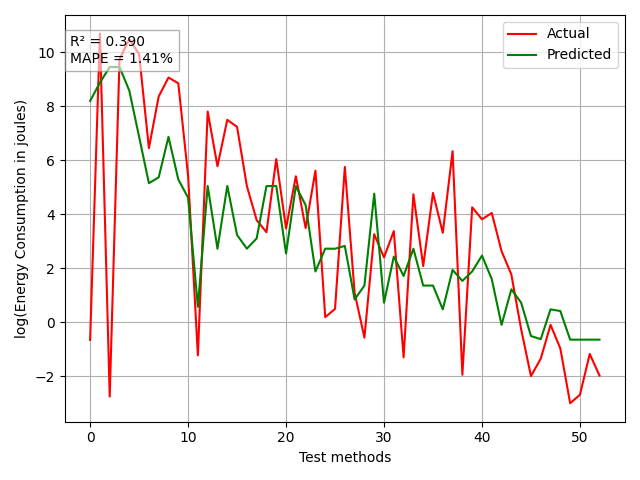 R² = 0.390
MAPE = 1.41%
Actual
Predicted
log(Energy Consumption in joules)
10
8
6
4
2
0
−2
0
10
20
30
40
50
Test methods